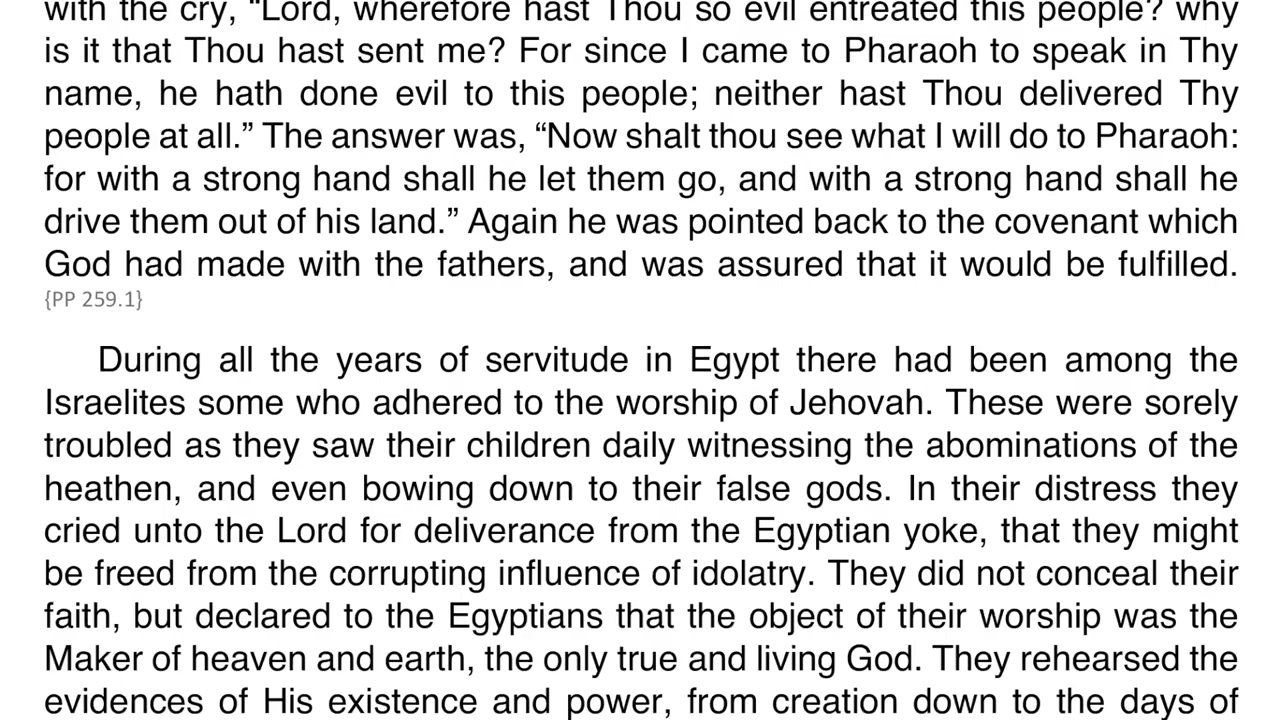 with the cry, “Lord, wherefore hast Thou so evil entreated this people? why
is it that Thou hast sent me? For since I came to Pharaoh to speak in Thy
name, he hath done evil to this people; neither hast Thou delivered Thy
people at all.” The answer was, “Now shalt thou see what I will do to Pharaoh:
for with a strong hand shall he let them go, and with a strong hand shall he
drive them out of his land.” Again he was pointed back to the covenant which
God had made with the fathers, and was assured that it would be fulfilled.
{PP 259.1}
During all the years of servitude in Egypt there had been among the
Israelites some who adhered to the worship of Jehovah. These were sorely
troubled as they saw their children daily witnessing the abominations of the
heathen, and even bowing down to their false gods. In their distress they
cried unto the Lord for deliverance from the Egyptian yoke, that they might
be freed from the corrupting influence of idolatry. They did not conceal their
faith, but declared to the Egyptians that the object of their worship was the
Maker of heaven and earth, the only true and living God. They rehearsed the
evidences of His existence and power, from creation down to the days of